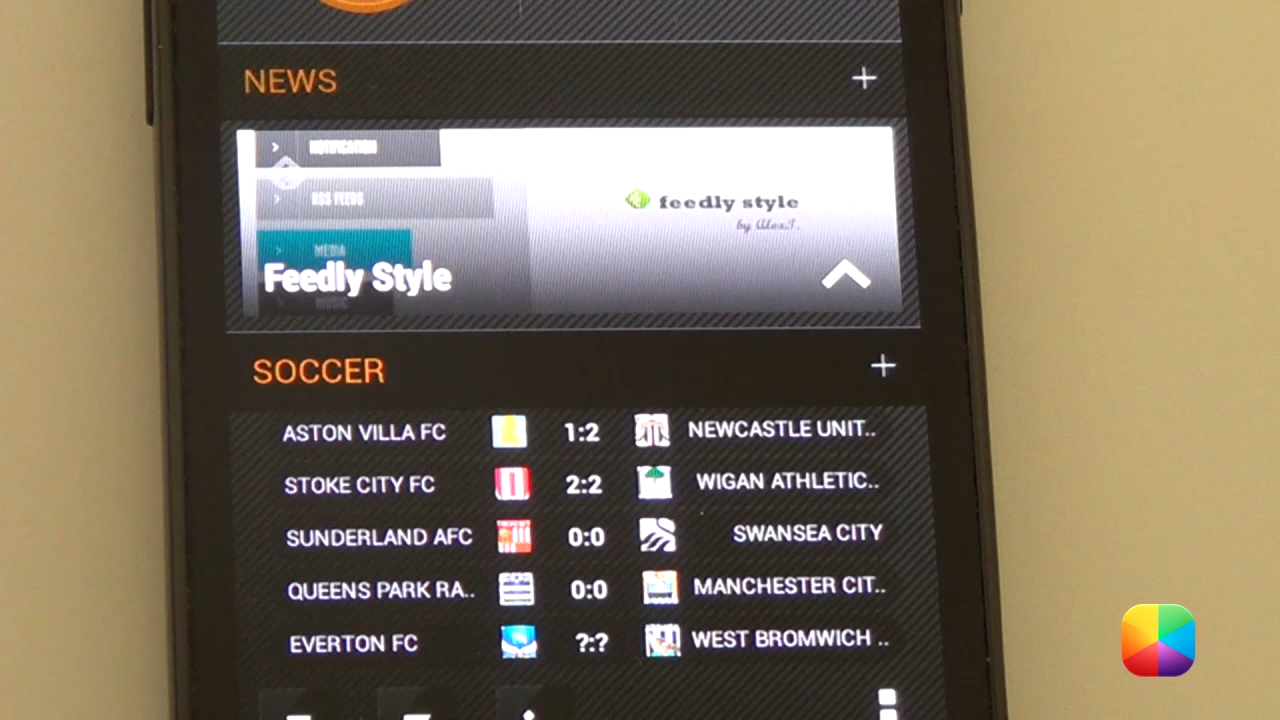 NEWS +
NOTIFICATION
RSS FEEDS
feedly style
by AlexT.
MEDIA
Feedly Style
MUSIC
SOCCER +
ASTON VILLA FC 1:2 NEWCASTLE UNIT..
STOKE CITY FC 2:2 WIGAN ATHLETIC..
SUNDERLAND AFC 0:0 SWANSEA CITY
QUEENS PARK RA.. 0:0 MANCHESTER CIT..
EVERTON FC ?:? WEST BROMWICH ..